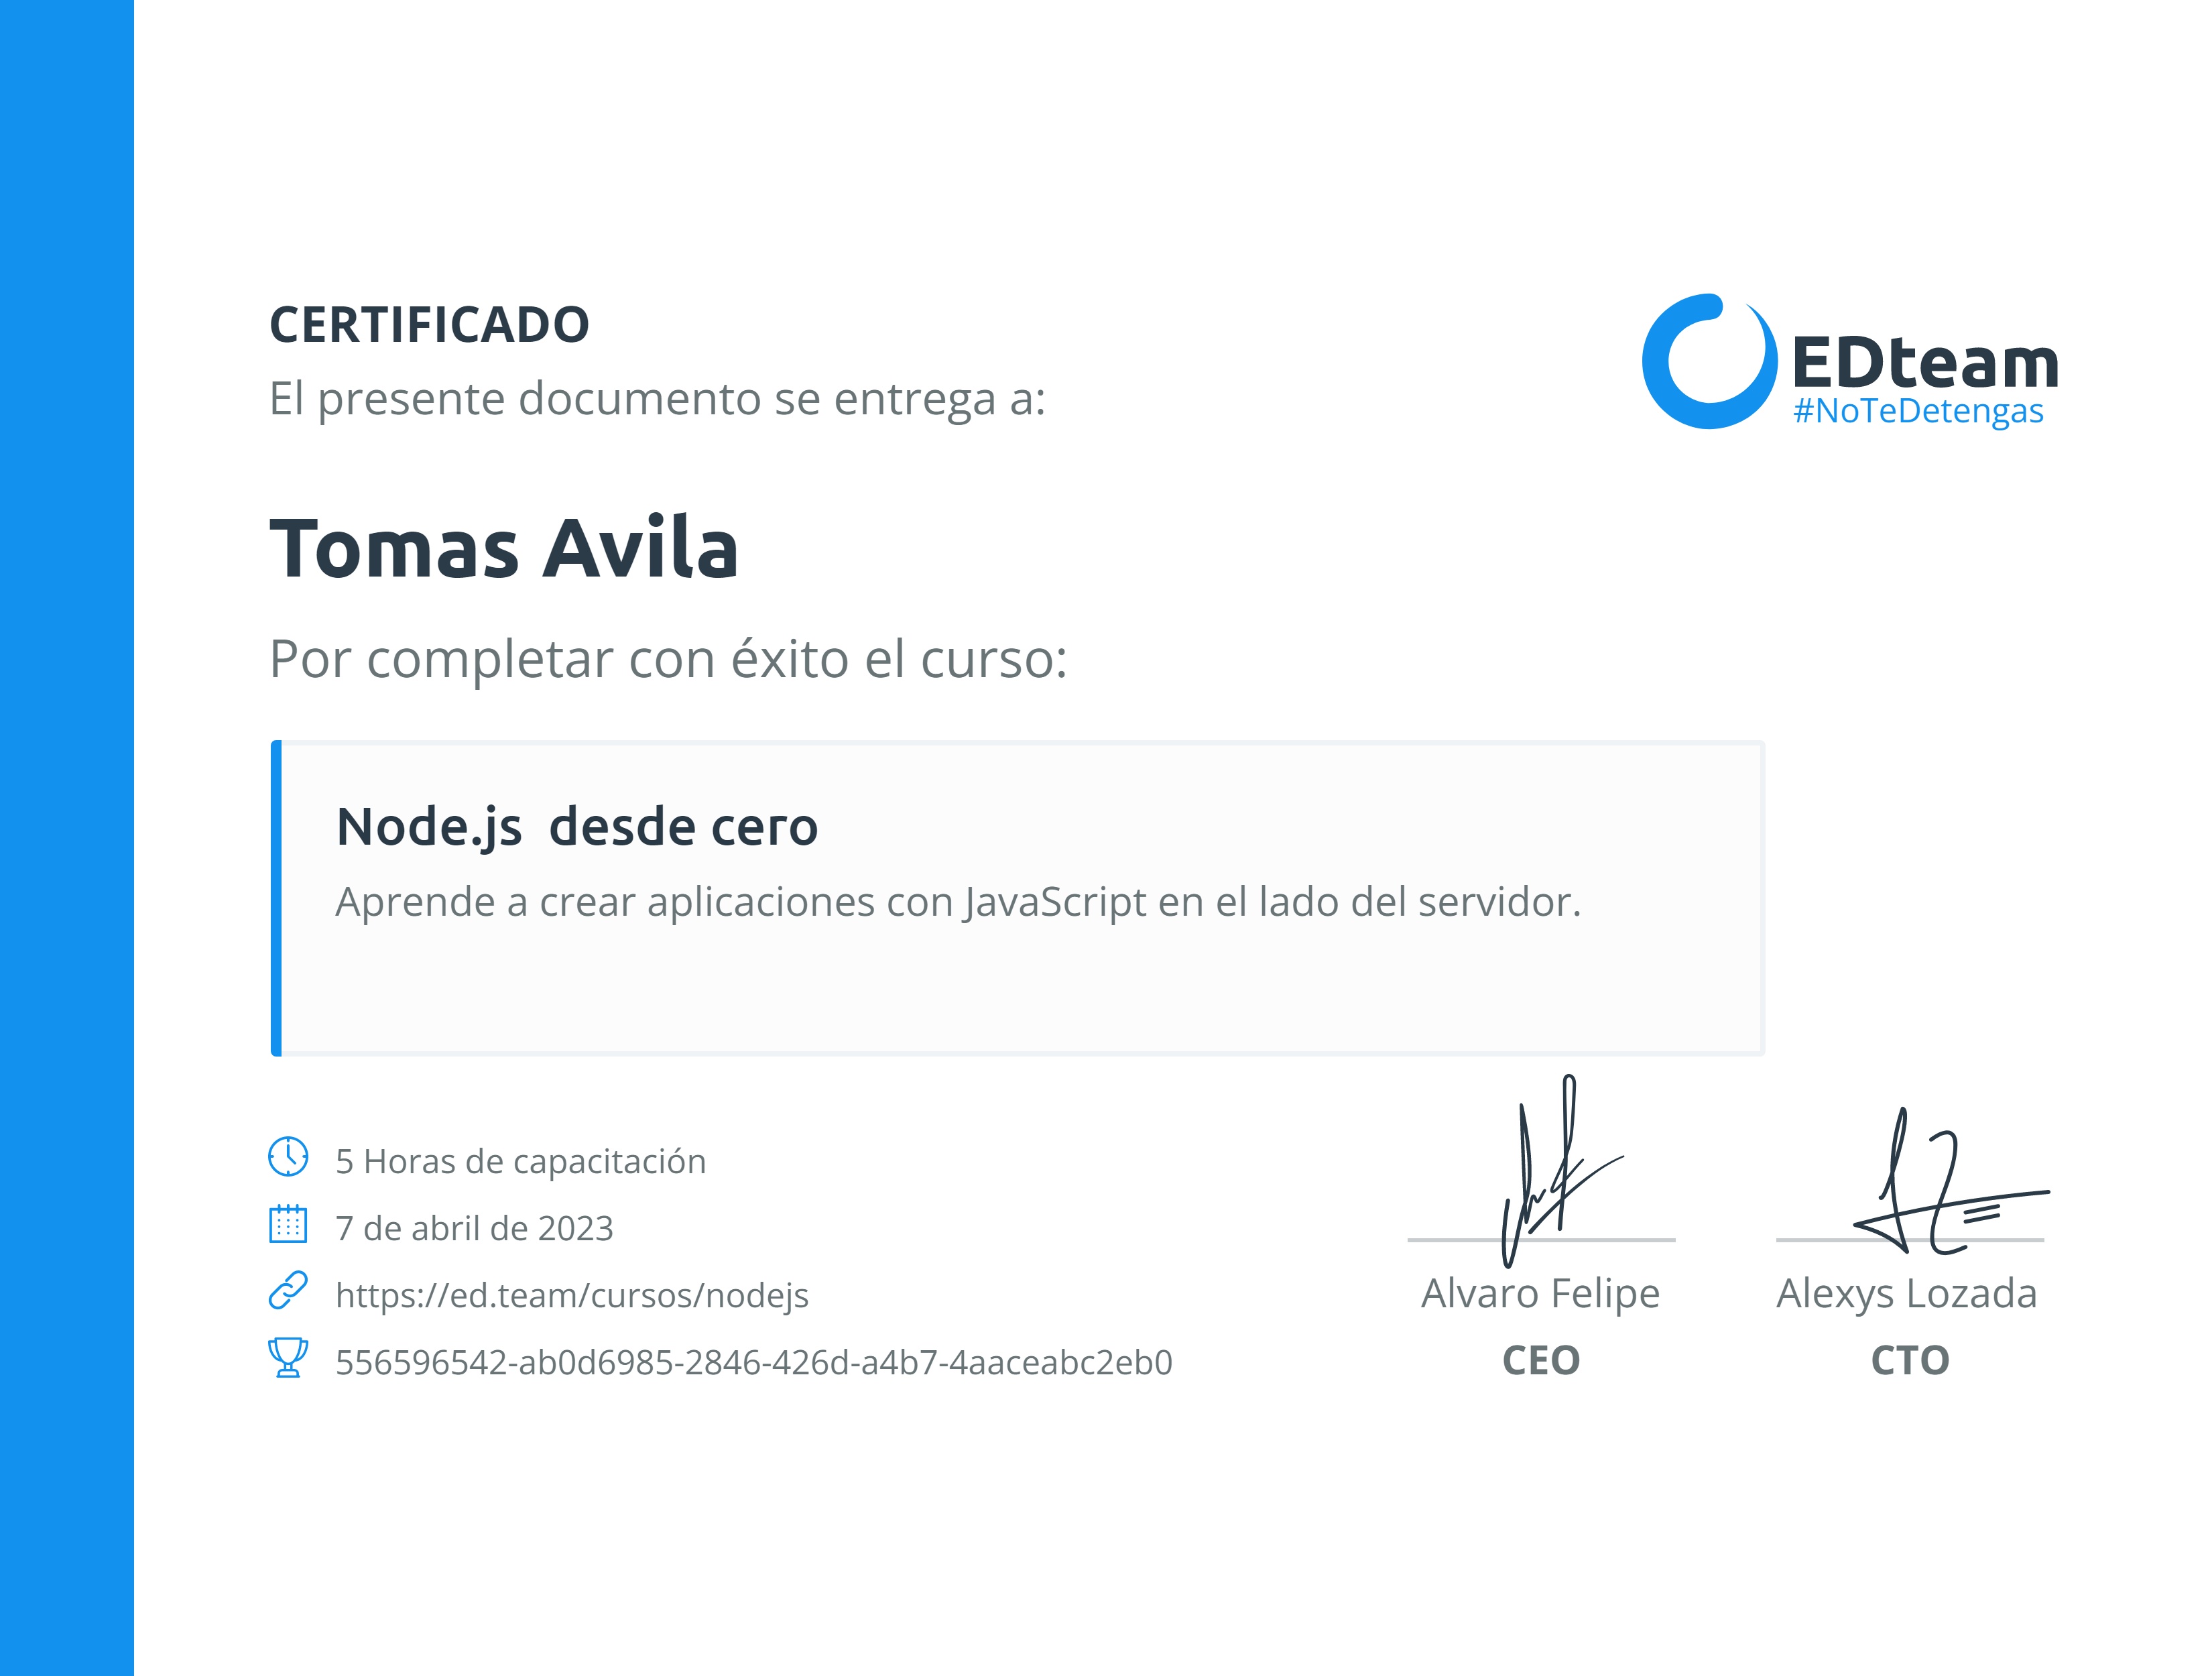 CERTIFICADO
El presente documento se entrega a:
EDteam
#NoTeDetengas
Tomas Avila
Por completar con éxito el curso:
Node.js  desde cero
Aprende a crear aplicaciones con JavaScript en el lado del servidor.
5 Horas de capacitación
7 de abril de 2023
https://ed.team/cursos/nodejs
556596542-ab0d6985-2846-426d-a4b7-4aaceabc2eb0
Alvaro Felipe
CEO
Alexys Lozada
CTO